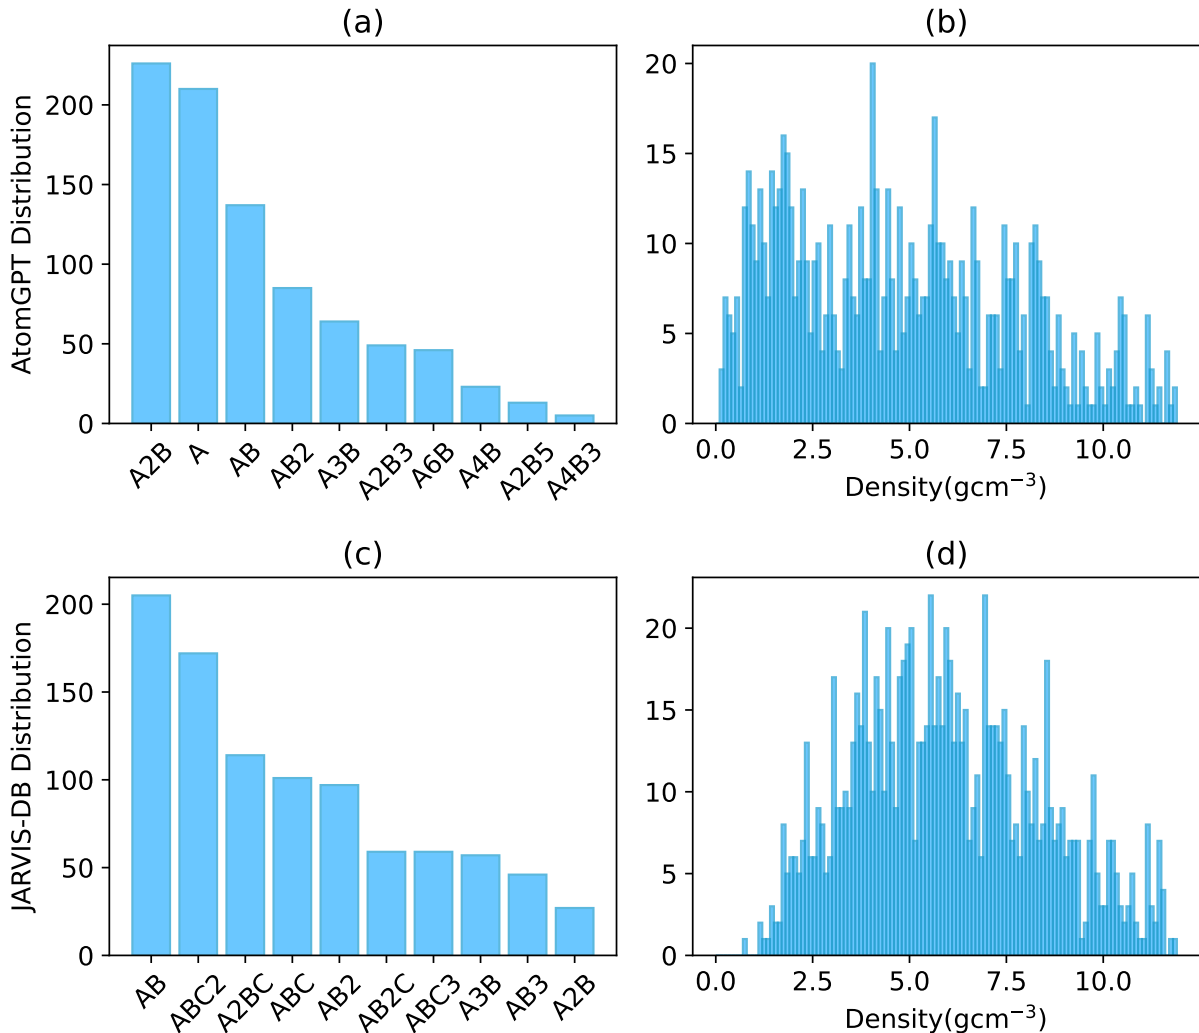 (a)
AtomGPT Distribution
200
150
100
50
0
A2B
A
AB
AB2
A3B
A2B3
A6B
A4B
A2B5
A4B3
(b)
20
15
10
5
0
0.0
2.5
5.0
7.5
10.0
Density(gcm⁻³)
(c)
JARVIS-DB Distribution
200
150
100
50
0
AB
ABC2
A2BC
ABC
AB2
AB2C
ABC3
A3B
AB3
A2B
(d)
20
15
10
5
0
0.0
2.5
5.0
7.5
10.0
Density(gcm⁻³)